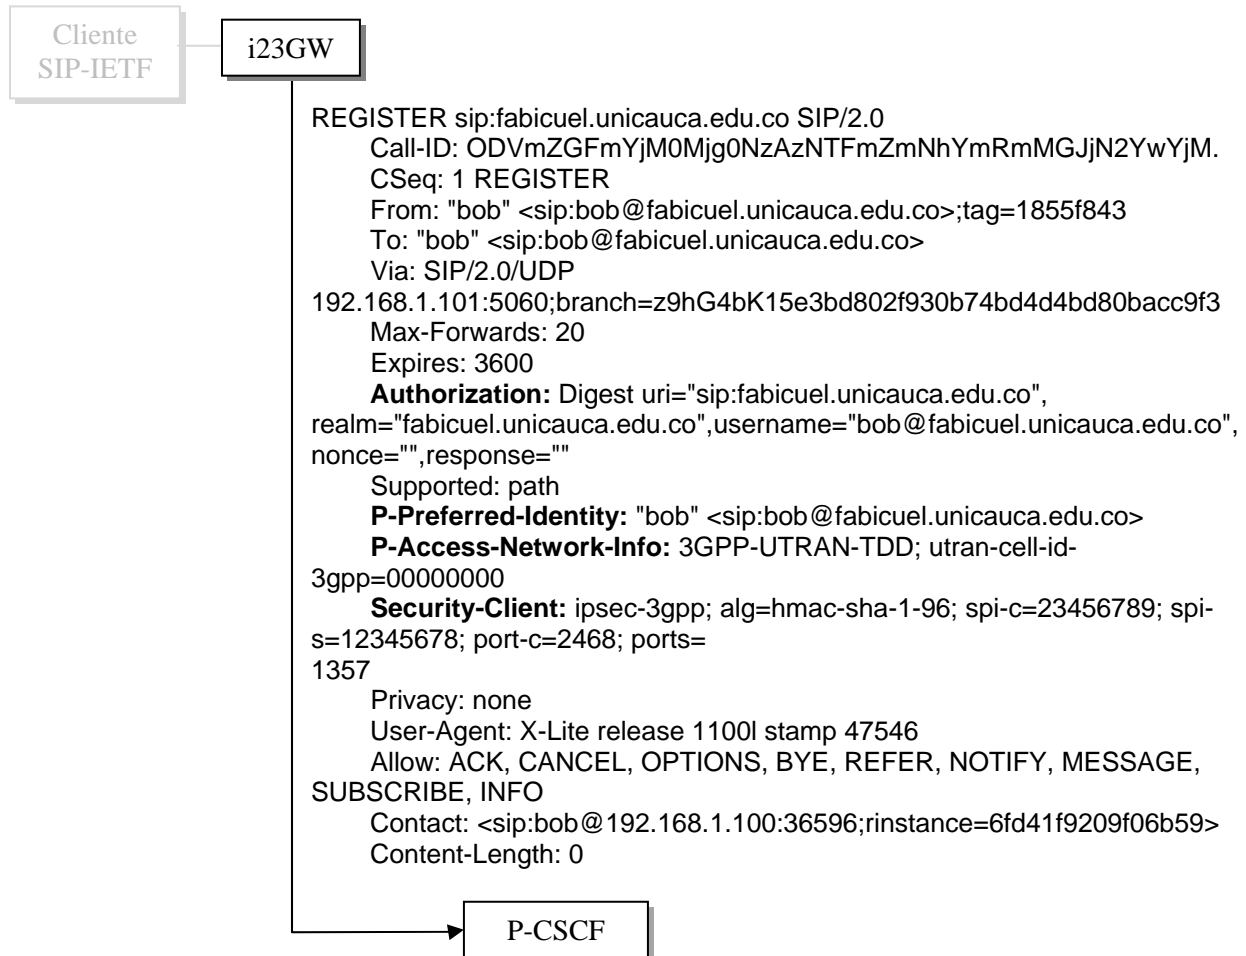 Cliente
SIP-IETF
i23GW
REGISTER sip:fabicuel.unicauca.edu.co SIP/2.0
Call-ID: ODVmZGFmYjM0Mjg0NzAzNTFmZmNhYmRmMGJjN2YwYjM.
CSeq: 1 REGISTER
From: "bob" <sip:bob@fabicuel.unicauca.edu.co>;tag=1855f843
To: "bob" <sip:bob@fabicuel.unicauca.edu.co>
Via: SIP/2.0/UDP
192.168.1.101:5060;branch=z9hG4bK15e3bd802f930b74bd4d4bd80bacc9f3
Max-Forwards: 20
Expires: 3600
Authorization: Digest uri="sip:fabicuel.unicauca.edu.co",
realm="fabicuel.unicauca.edu.co",username="bob@fabicuel.unicauca.edu.co",
nonce="",response=""
Supported: path
P-Preferred-Identity: "bob" <sip:bob@fabicuel.unicauca.edu.co>
P-Access-Network-Info: 3GPP-UTRAN-TDD; utran-cell-id-
3gpp=00000000
Security-Client: ipsec-3gpp; alg=hmac-sha-1-96; spi-c=23456789; spi-
s=12345678; port-c=2468; ports=
1357
Privacy: none
User-Agent: X-Lite release 1100l stamp 47546
Allow: ACK, CANCEL, OPTIONS, BYE, REFER, NOTIFY, MESSAGE,
SUBSCRIBE, INFO
Contact: <sip:bob@192.168.1.100:36596;rinstance=6fd41f9209f06b59>
Content-Length: 0
P-CSCF